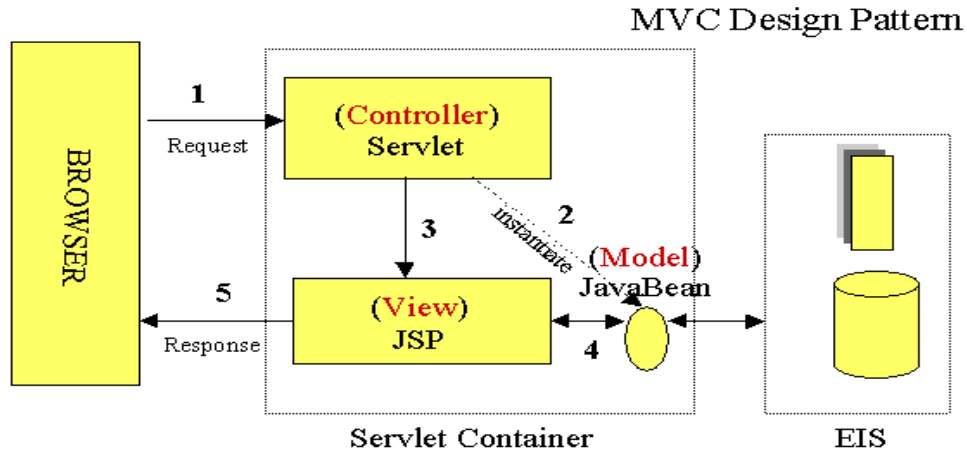 MVC Design Pattern
BROWSER
1
Request
(Controller)
Servlet
2
instantiate
3
(Model)
JavaBean
5
Response
(View)
JSP
4
Servlet Container
EIS